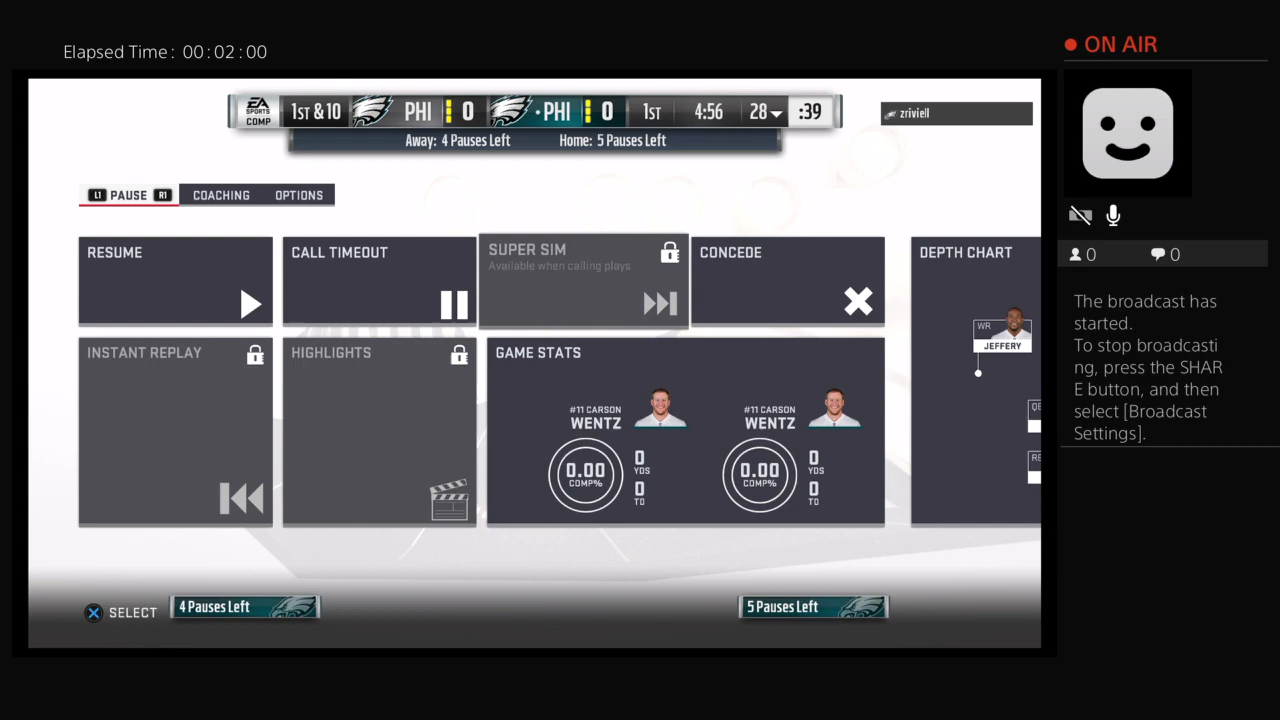 Elapsed Time: 00:02:00
ON AIR
EA SPORTS COMP 1ST & 10 PHI 0 PHI 0 1ST 4:56 28 :39
zriviell
Away: 4 Pauses Left Home: 5 Pauses Left
L1 PAUSE R1 COACHING OPTIONS
RESUME
CALL TIMEOUT
SUPER SIM
Available when calling plays
CONCEDE
DEPTH CHART
WR
JEFFERY
QB
RE
INSTANT REPLAY
HIGHLIGHTS
GAME STATS
#11 CARSON
WENTZ
0.00
COMP%
0
YDS
0
TD
#11 CARSON
WENTZ
0.00
COMP%
0
YDS
0
TD
SELECT
4 Pauses Left
5 Pauses Left
0 0
The broadcast has
started.
To stop broadcasti
ng, press the SHAR
E button, and then
select [Broadcast
Settings].